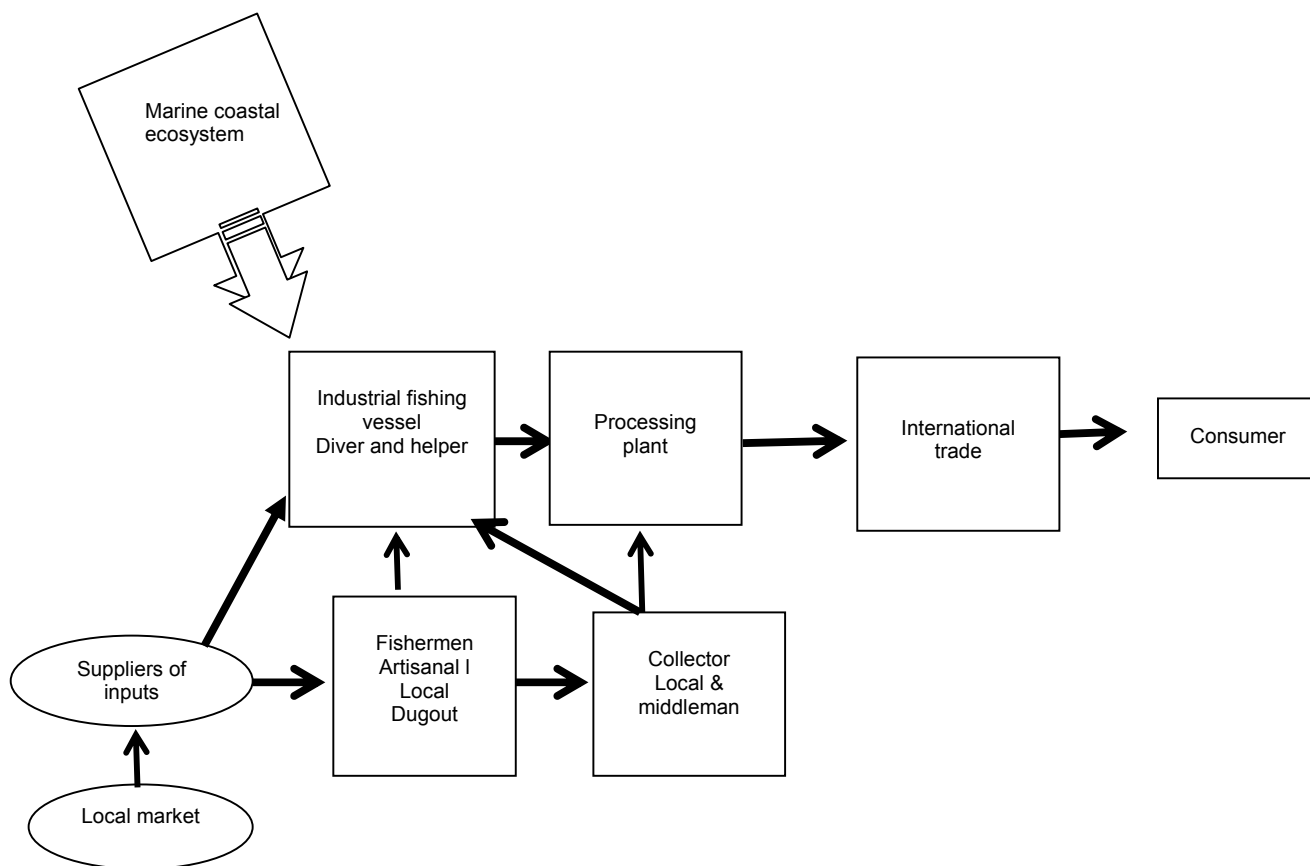 Marine coastal
ecosystem
Industrial fishing
vessel
Diver and helper
Processing
plant
International
trade
Consumer
Suppliers of
inputs
Fishermen
Artisanal l
Local
Dugout
Collector
Local &
middleman
Local market